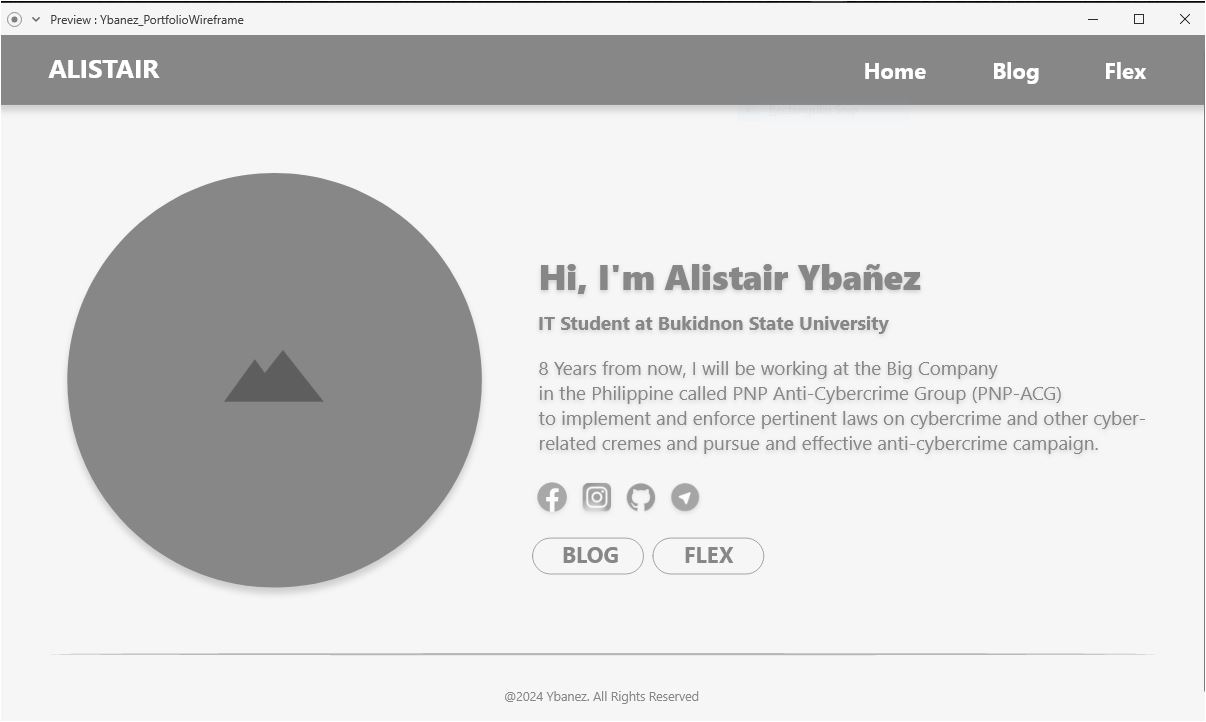 Preview : Ybanez_PortfolioWireframe
ALISTAIR
Home Blog Flex
Hi, I'm Alistair Ybañez
IT Student at Bukidnon State University
8 Years from now, I will be working at the Big Company
in the Philippine called PNP Anti-Cybercrime Group (PNP-ACG)
to implement and enforce pertinent laws on cybercrime and other cyber-
related cremes and pursue and effective anti-cybercrime campaign.
BLOG FLEX
@2024 Ybanez. All Rights Reserved